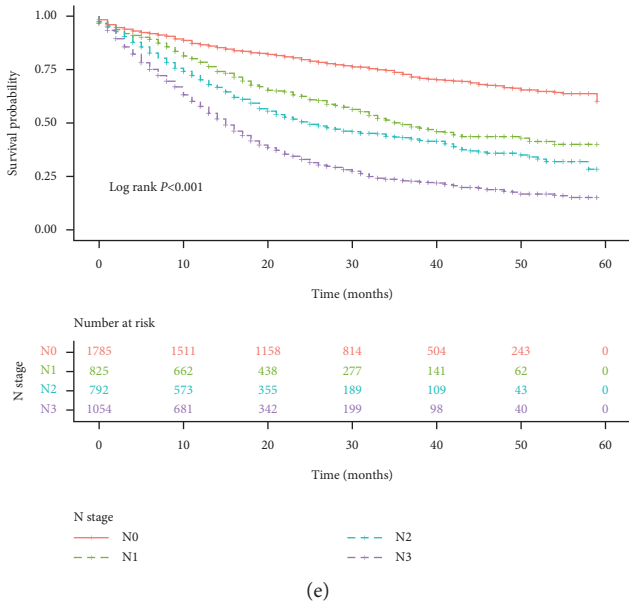 1.00
0.75
0.50
0.25
0.00
Survival probability
Log rank P<0.001
0 10 20 30 40 50 60
Time (months)
Number at risk
N stage
N0 1785 1511 1158 814 504 243 0
N1 825 662 438 277 141 62 0
N2 792 573 355 189 109 43 0
N3 1054 681 342 199 98 40 0
0 10 20 30 40 50 60
Time (months)
N stage
N0 N2
N1 N3
(e)